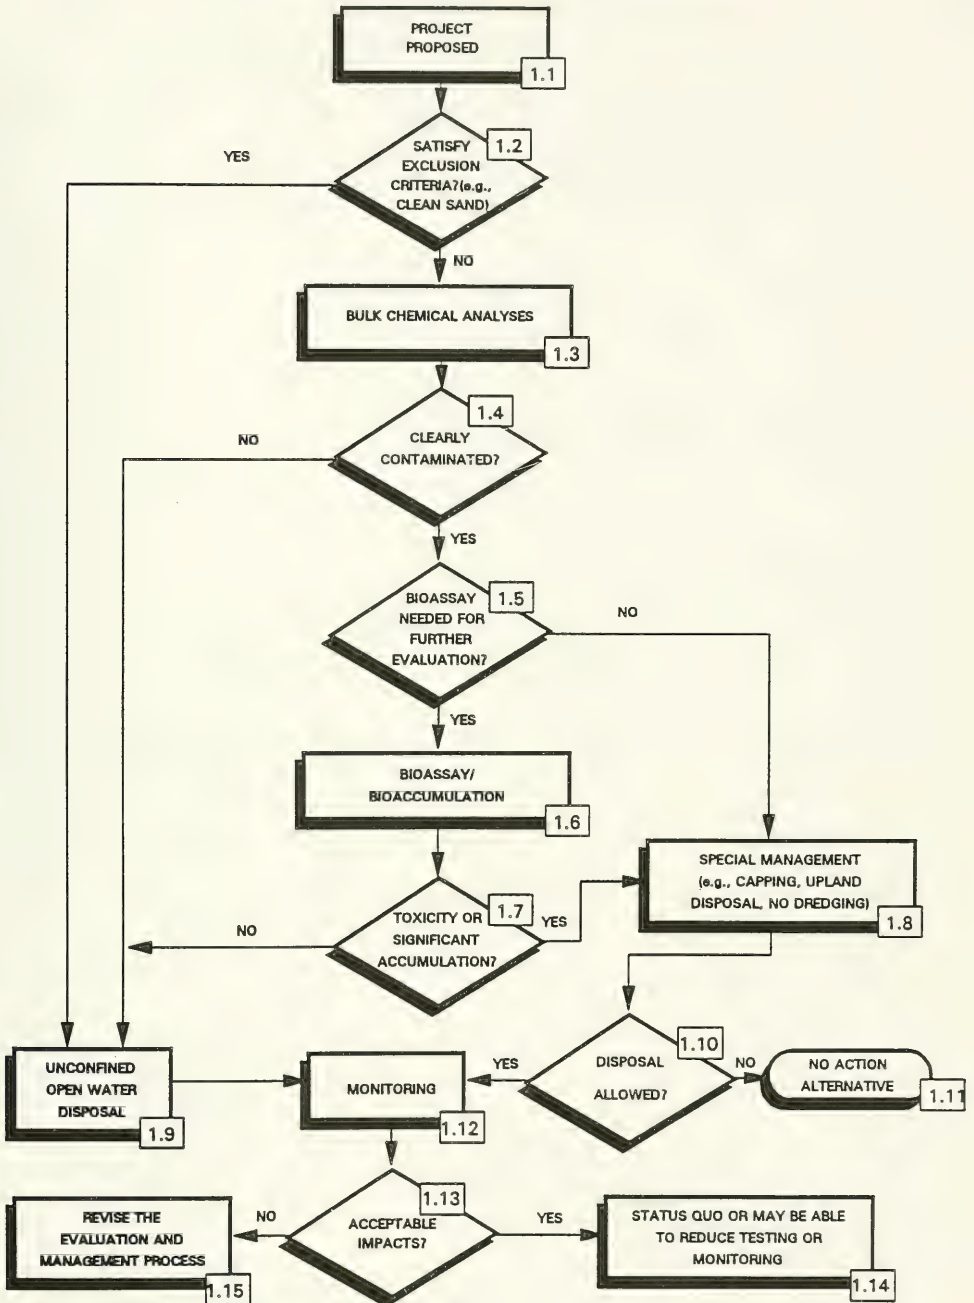 PROJECT
PROPOSED
1.1
1.2
SATISFY
EXCLUSION
CRITERIA?(e.g.,
CLEAN SAND)
YES
NO
BULK CHEMICAL ANALYSES
1.3
1.4
CLEARLY
CONTAMINATED?
NO
YES
BIOASSAY
NEEDED FOR
FURTHER
EVALUATION?
1.5
NO
YES
BIOASSAY/
BIOACCUMULATION
1.6
SPECIAL MANAGEMENT
(e.g., CAPPING, UPLAND
DISPOSAL, NO DREDGING)
1.8
1.7
TOXICITY OR
SIGNIFICANT
ACCUMULATION?
YES
NO
UNCONFINED
OPEN WATER
DISPOSAL
1.9
MONITORING
1.12
YES
1.10
DISPOSAL
ALLOWED?
NO
NO ACTION
ALTERNATIVE
1.11
1.13
ACCEPTABLE
IMPACTS?
NO
YES
REVISE THE
EVALUATION AND
MANAGEMENT PROCESS
1.15
STATUS QUO OR MAY BE ABLE
TO REDUCE TESTING OR
MONITORING
1.14